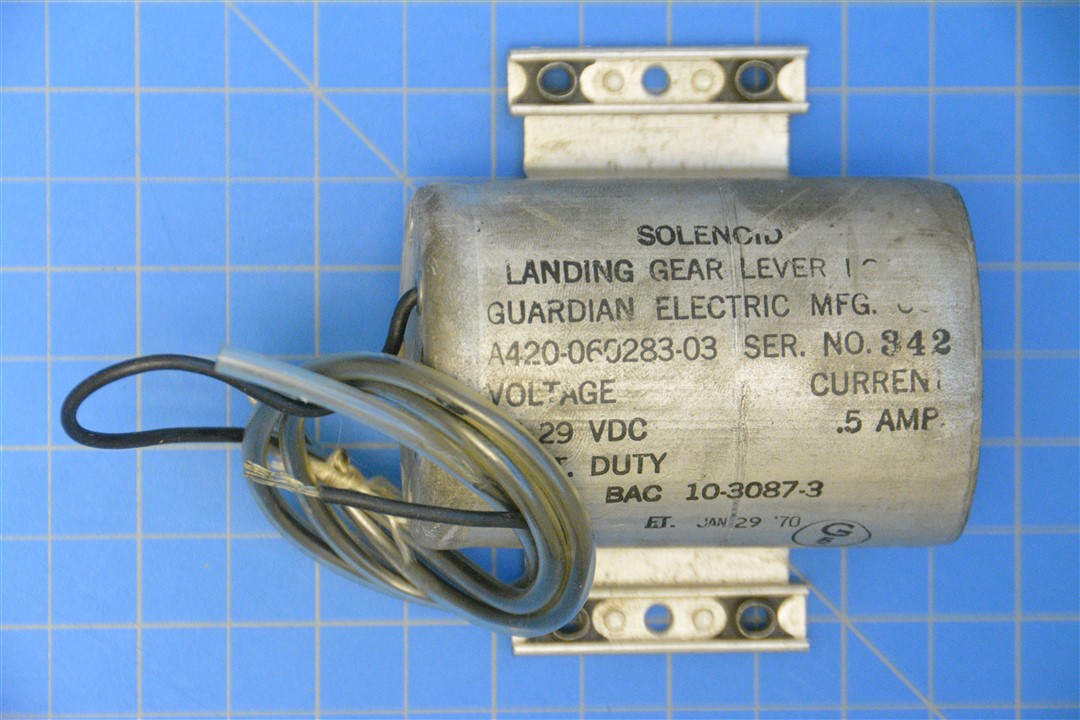 SOLENOID
LANDING GEAR LEVER
GUARDIAN ELECTRIC MFG.
A420-060283-03 SER. NO. 342
VOLTAGE CURRENT
29 VDC .5 AMP.
DUTY
BAC 10-3087-3
ET. JAN 29 '70
G